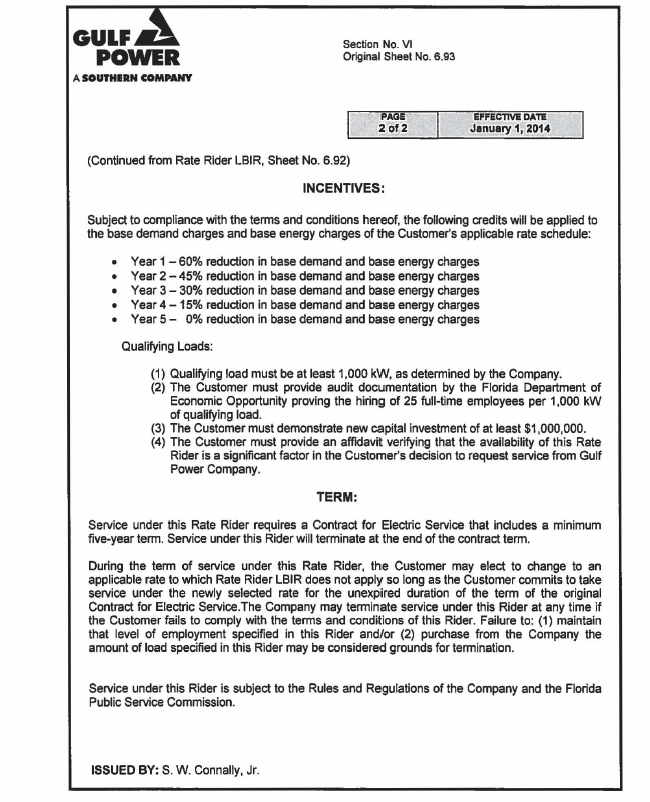 GULF
POWER
A SOUTHERN COMPANY
Section No. VI
Original Sheet No. 6.93
PAGE EFFECTIVE DATE
2 of 2 January 1, 2014
(Continued from Rate Rider LBIR, Sheet No. 6.92)
INCENTIVES:
Subject to compliance with the terms and conditions hereof, the following credits will be applied to
the base demand charges and base energy charges of the Customer's applicable rate schedule:
• Year 1 – 60% reduction in base demand and base energy charges
• Year 2 – 45% reduction in base demand and base energy charges
• Year 3 – 30% reduction in base demand and base energy charges
• Year 4 – 15% reduction in base demand and base energy charges
• Year 5 – 0% reduction in base demand and base energy charges
Qualifying Loads:
(1) Qualifying load must be at least 1,000 kW, as determined by the Company.
(2) The Customer must provide audit documentation by the Florida Department of
Economic Opportunity proving the hiring of 25 full-time employees per 1,000 kW
of qualifying load.
(3) The Customer must demonstrate new capital investment of at least $1,000,000.
(4) The Customer must provide an affidavit verifying that the availability of this Rate
Rider is a significant factor in the Customer's decision to request service from Gulf
Power Company.
TERM:
Service under this Rate Rider requires a Contract for Electric Service that includes a minimum
five-year term. Service under this Rider will terminate at the end of the contract term.
During the term of service under this Rate Rider, the Customer may elect to change to an
applicable rate to which Rate Rider LBIR does not apply so long as the Customer commits to take
service under the newly selected rate for the unexpired duration of the term of the original
Contract for Electric Service.The Company may terminate service under this Rider at any time if
the Customer fails to comply with the terms and conditions of this Rider. Failure to: (1) maintain
that level of employment specified in this Rider and/or (2) purchase from the Company the
amount of load specified in this Rider may be considered grounds for termination.
Service under this Rider is subject to the Rules and Regulations of the Company and the Florida
Public Service Commission.
ISSUED BY: S. W. Connally, Jr.